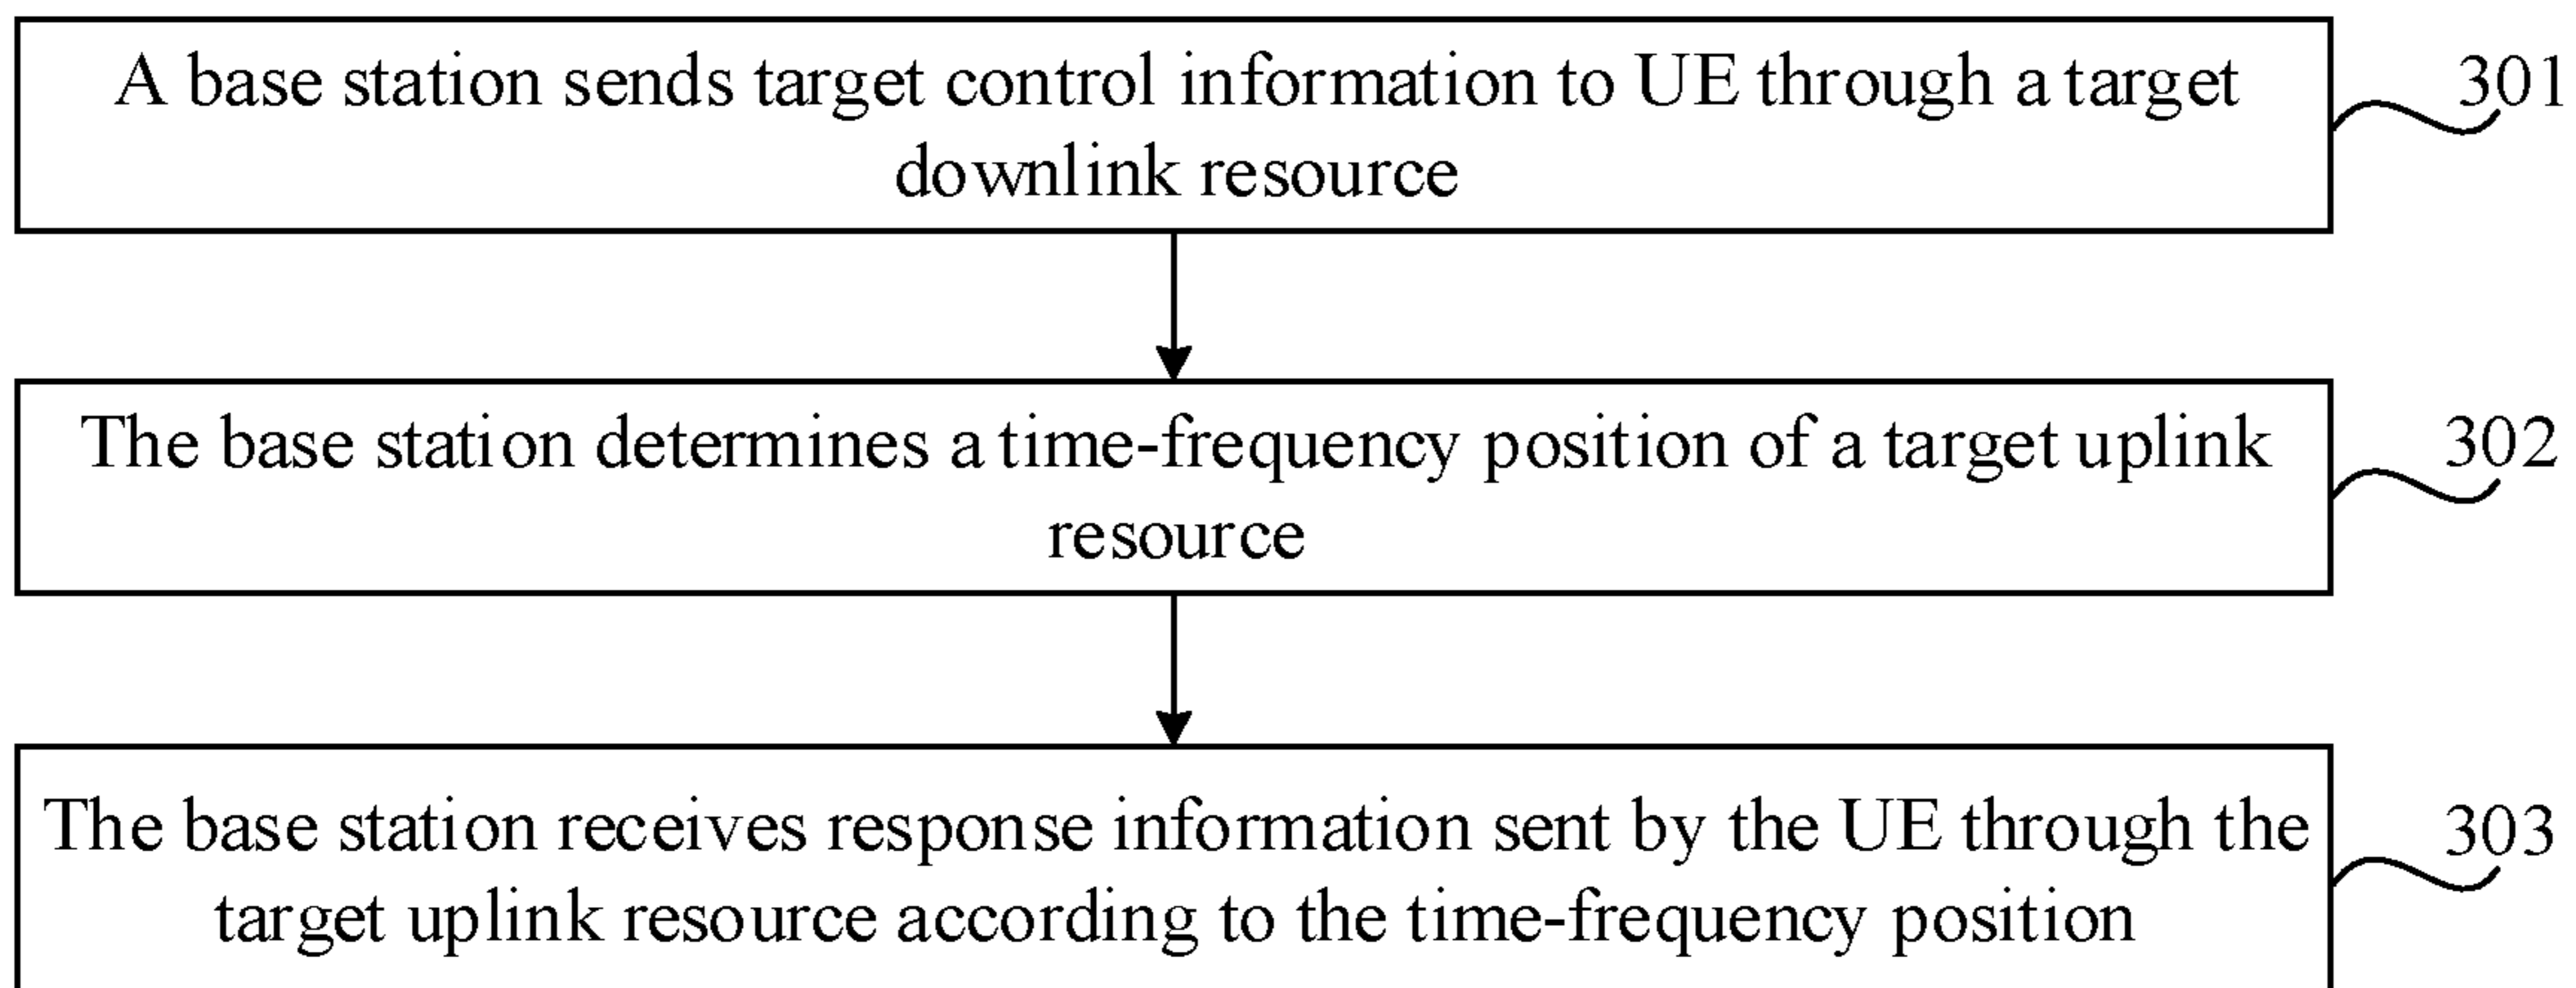 A base station sends target control information to UE through a target
downlink resource
301
The base station determines a time-frequency position of a target uplink
resource
302
The base station receives response information sent by the UE through the
target uplink resource according to the time-frequency position
303